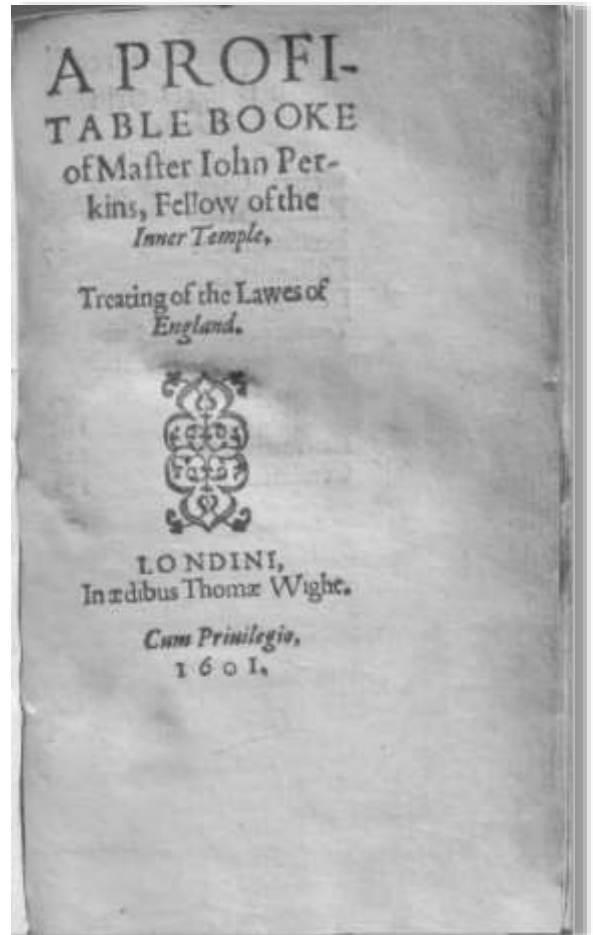 A PROFI-
TABLE BOOKE
of Maſter Iohn Per-
kins, Fellow of the
Inner Temple.
Treating of the Lawes of
England.
LONDINI,
In ædibus Thomæ Wight.
Cum Priuilegio.
1601.